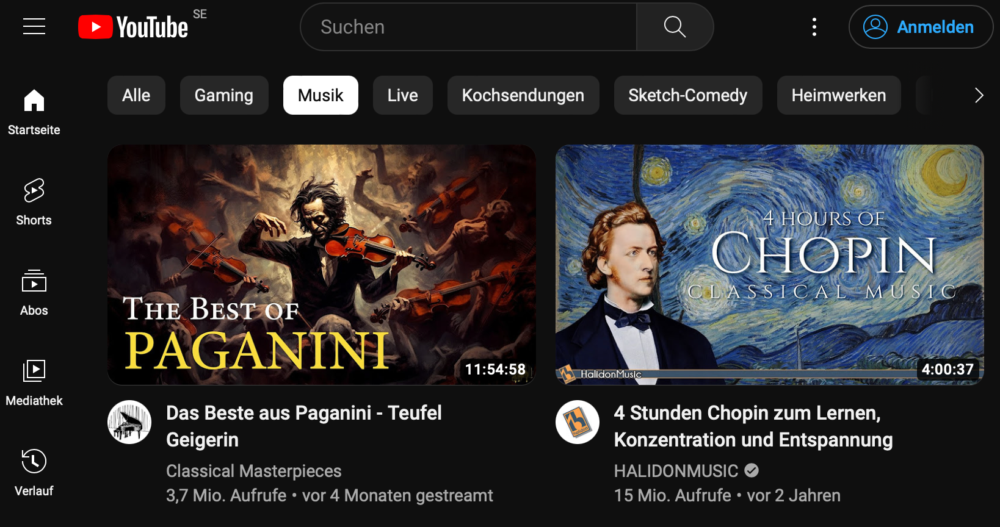 YouTube SE
Suchen
Anmelden
Alle
Gaming
Musik
Live
Kochsendungen
Sketch-Comedy
Heimwerken
Startseite
Shorts
Abos
Mediathek
Verlauf
THE BEST OF
PAGANINI
11:54:58
Das Beste aus Paganini - Teufel
Geigerin
Classical Masterpieces
3,7 Mio. Aufrufe • vor 4 Monaten gestreamt
4 HOURS OF
CHOPIN
CLASSICAL MUSIC
HalidonMusic
4:00:37
halidon
4 Stunden Chopin zum Lernen,
Konzentration und Entspannung
HALIDONMUSIC
15 Mio. Aufrufe • vor 2 Jahren